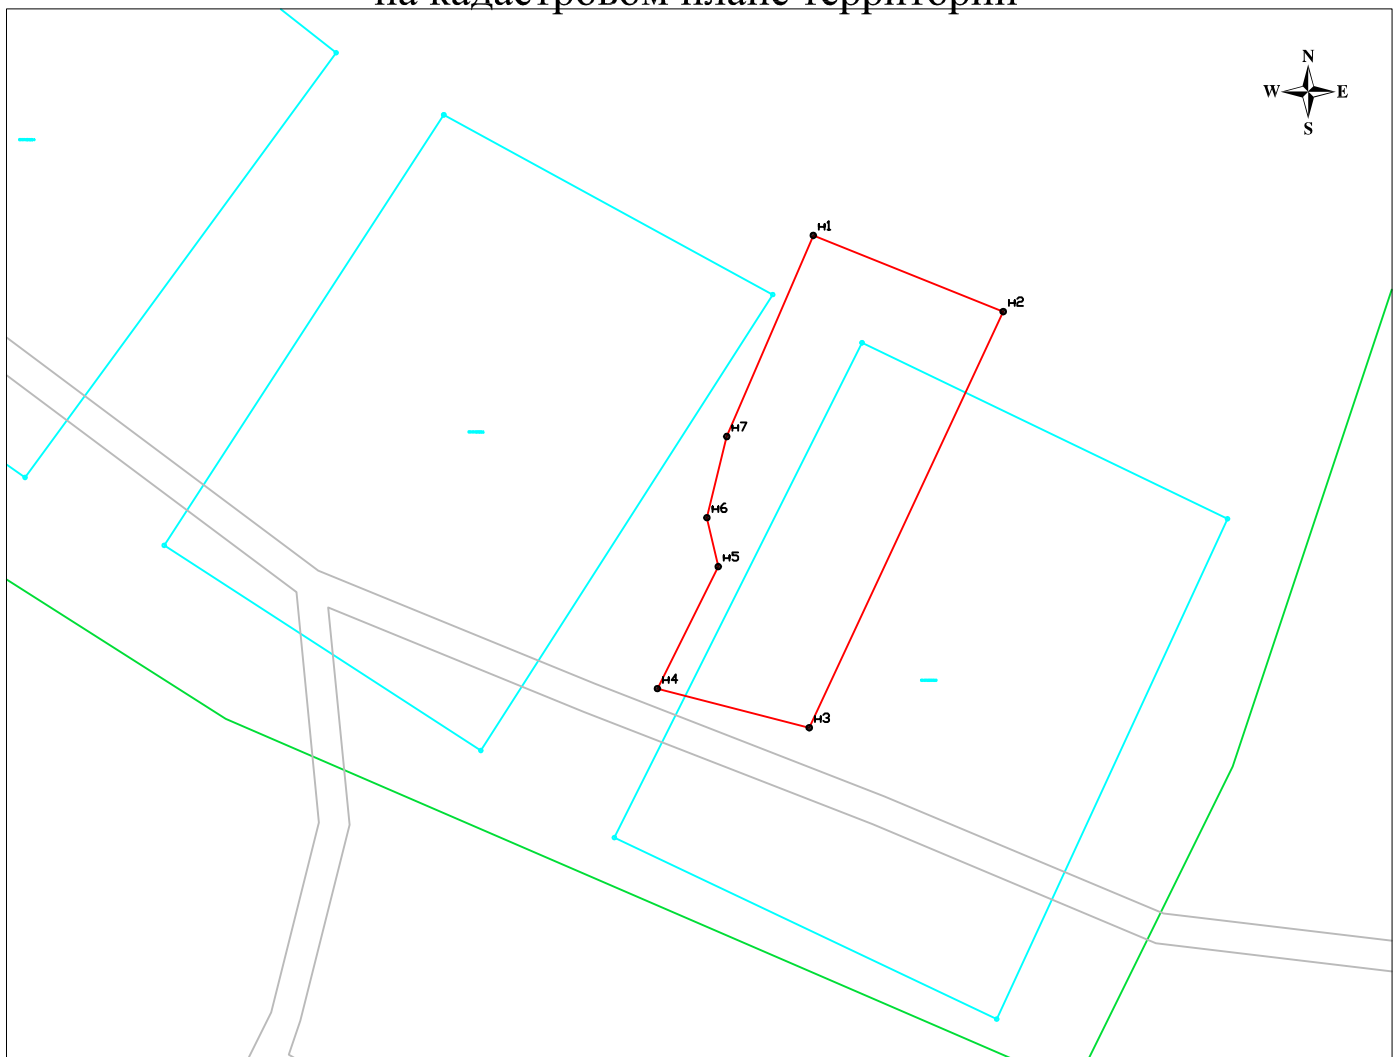 на кадастровом плане территории
N
W E
S
н1
н2
н7
н6
н5
н4
н3